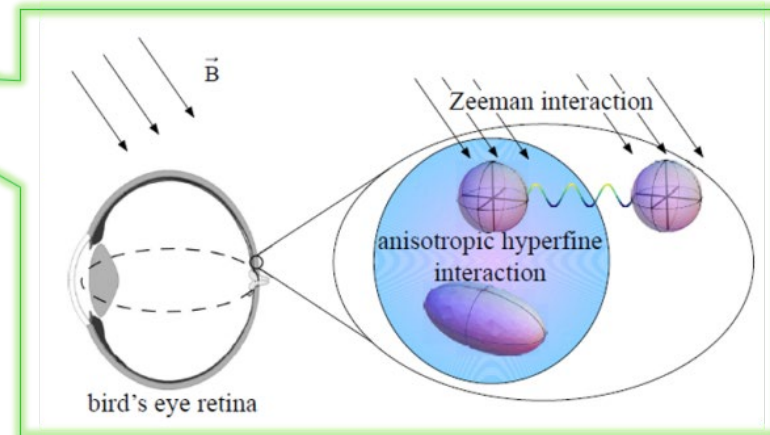 B
Zeeman interaction
anisotropic hyperfine
interaction
bird's eye retina